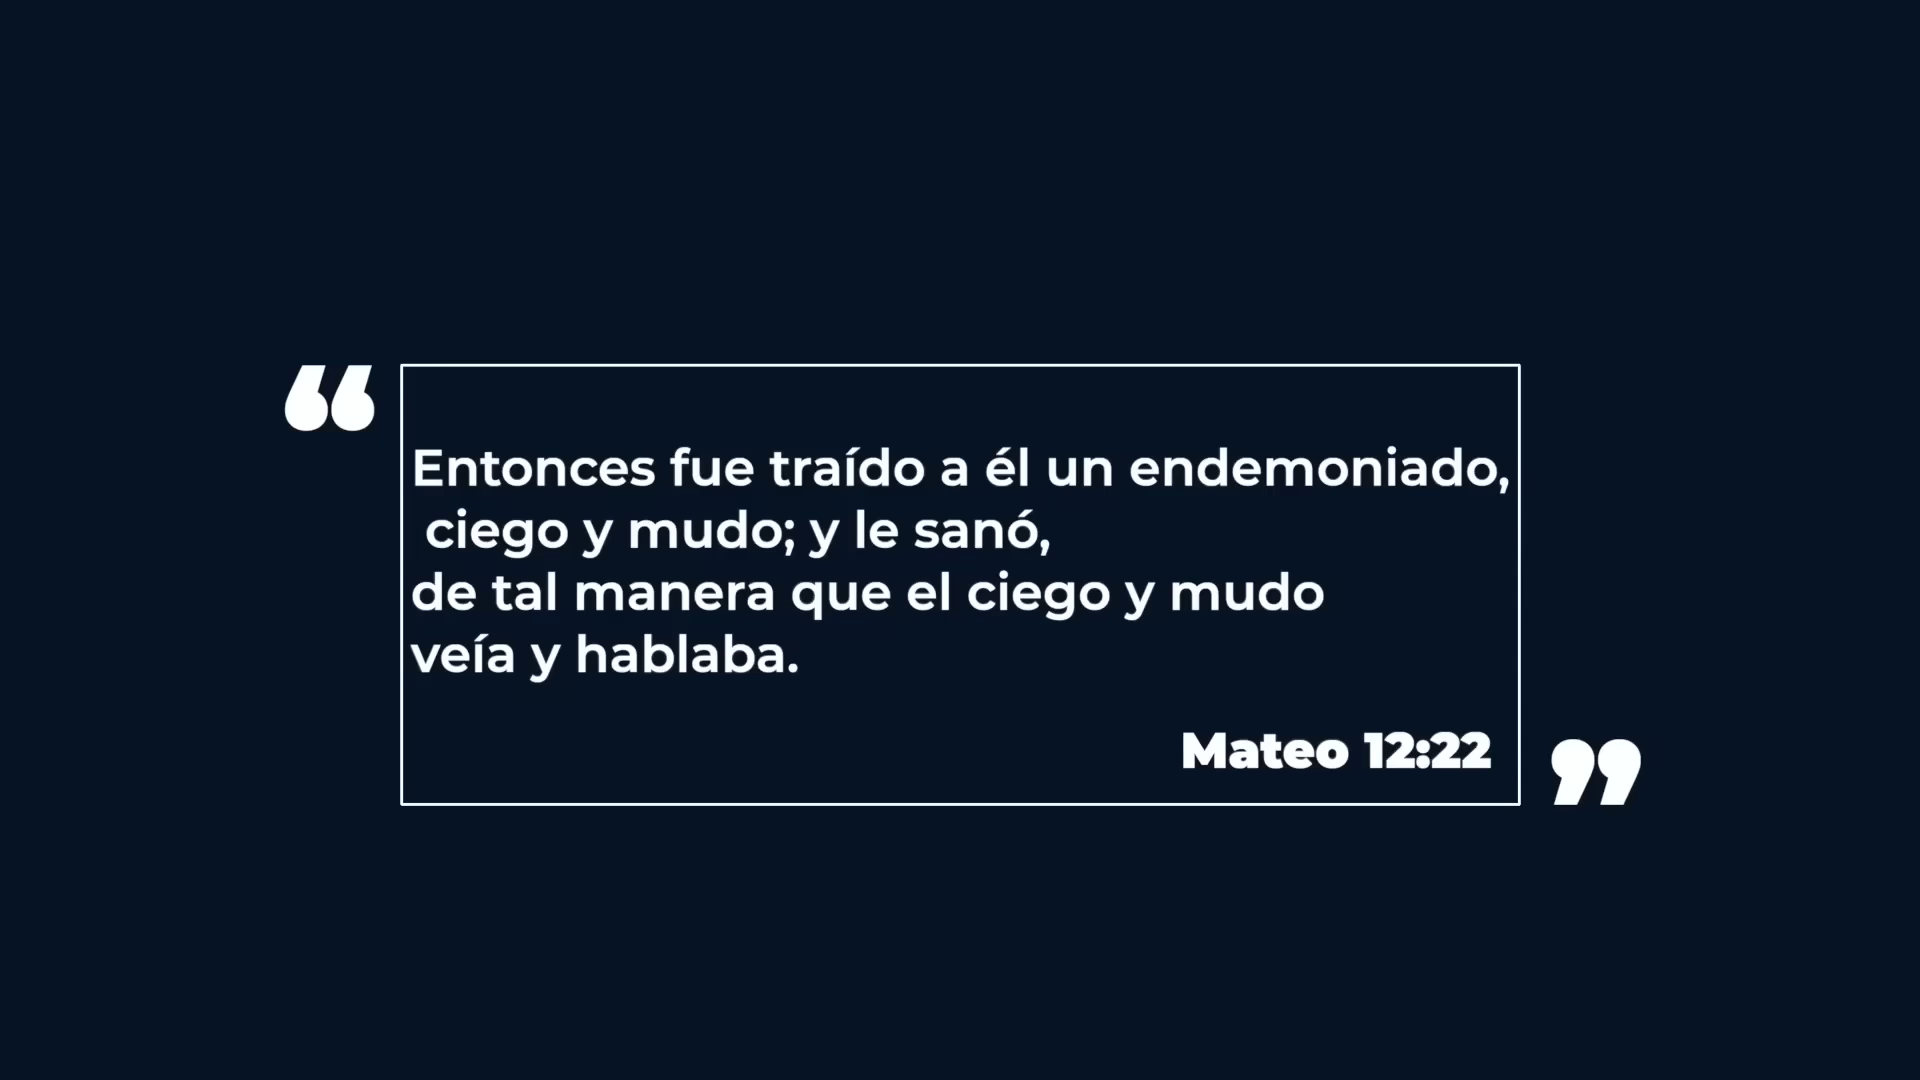 “
Entonces fue traído a él un endemoniado,
ciego y mudo; y le sanó,
de tal manera que el ciego y mudo
veía y hablaba.
Mateo 12:22
”